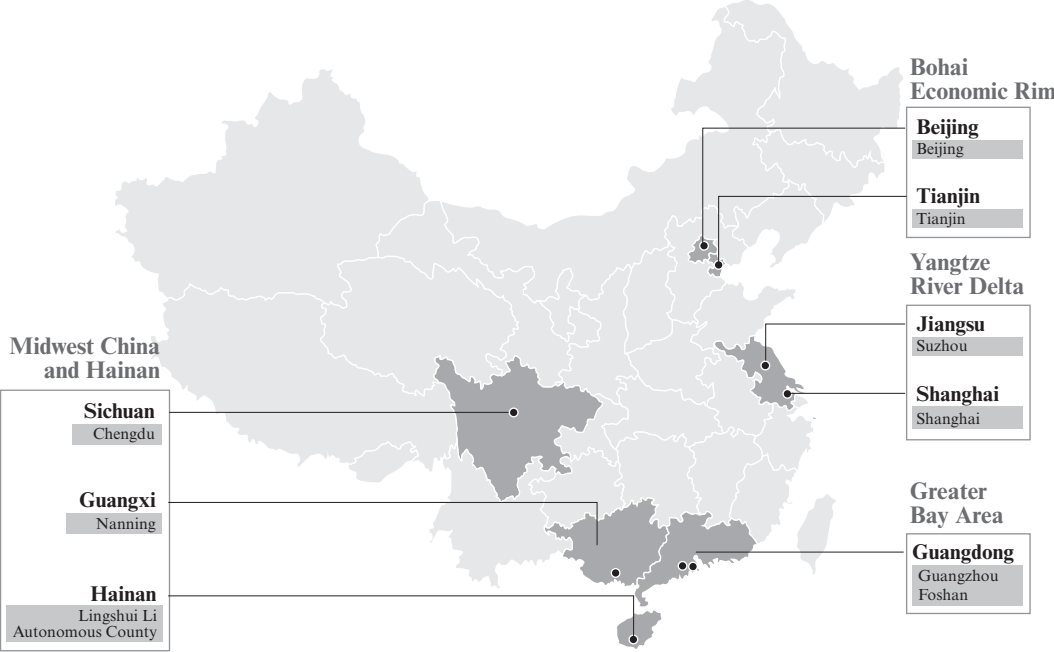 Bohai
Economic Rim
Beijing
Beijing
Tianjin
Tianjin
Yangtze
River Delta
Jiangsu
Suzhou
Shanghai
Shanghai
Midwest China
and Hainan
Sichuan
Chengdu
Guangxi
Nanning
Hainan
Lingshui Li
Autonomous County
Greater
Bay Area
Guangdong
Guangzhou
Foshan